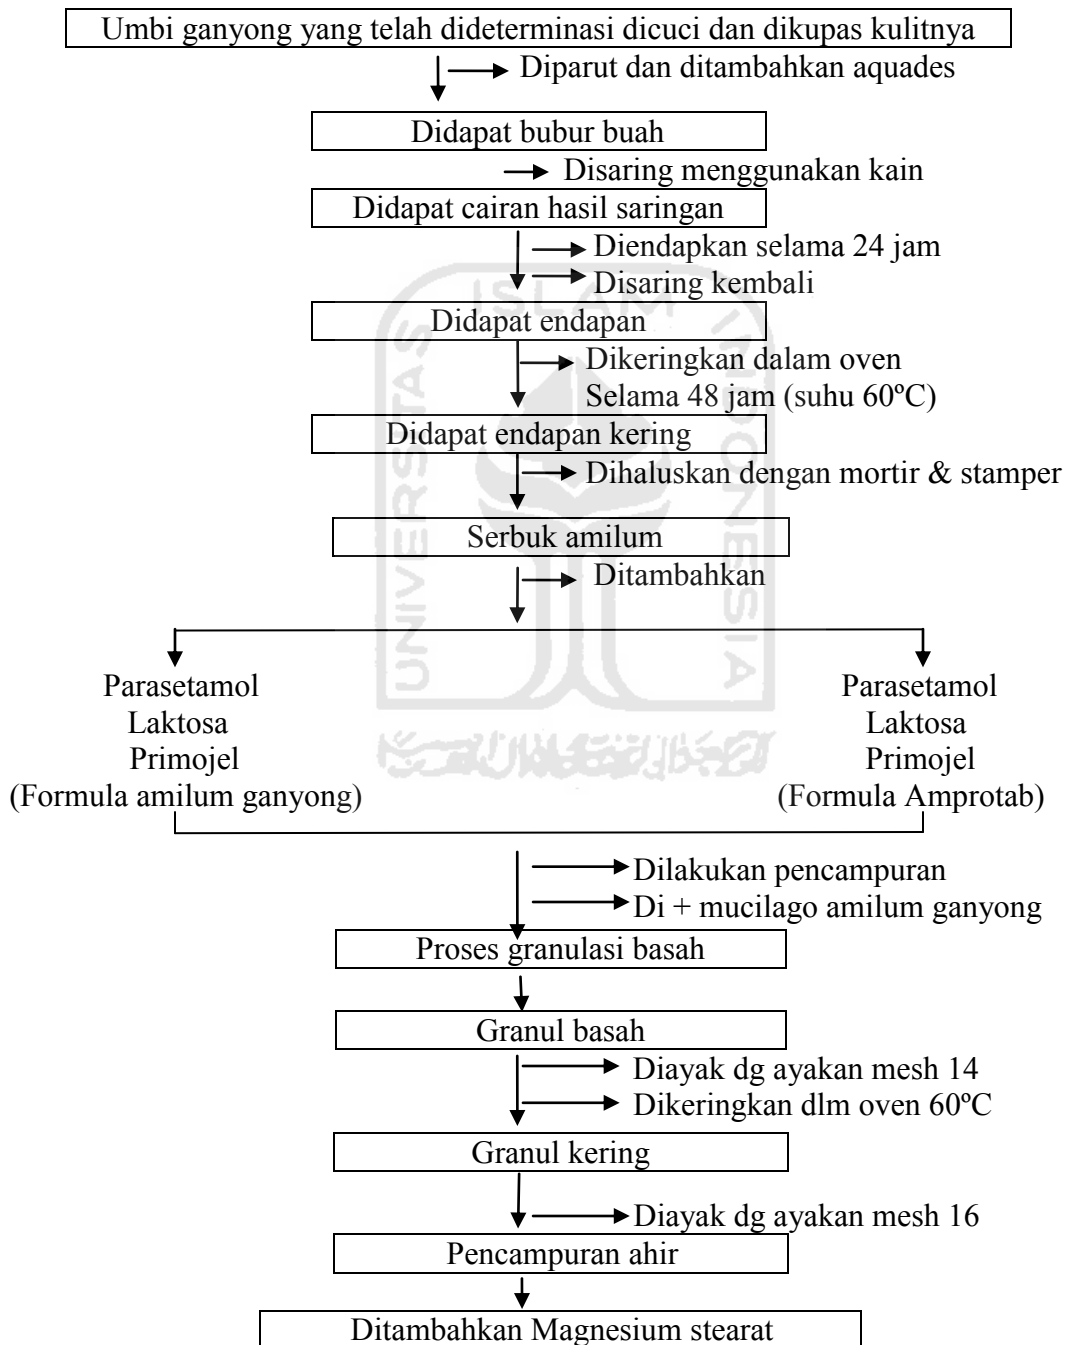 Umbi ganyong yang telah dideterminasi dicuci dan dikupas kulitnya
Diparut dan ditambahkan aquades
Didapat bubur buah
Disaring menggunakan kain
Didapat cairan hasil saringan
Diendapkan selama 24 jam
Disaring kembali
Didapat endapan
Dikeringkan dalam oven
Selama 48 jam (suhu 60ºC)
Didapat endapan kering
Dihaluskan dengan mortir & stamper
Serbuk amilum
Ditambahkan
Parasetamol
Laktosa
Primojel
(Formula amilum ganyong)
Parasetamol
Laktosa
Primojel
(Formula Amprotab)
Dilakukan pencampuran
Di + mucilago amilum ganyong
Proses granulasi basah
Granul basah
Diayak dg ayakan mesh 14
Dikeringkan dlm oven 60ºC
Granul kering
Diayak dg ayakan mesh 16
Pencampuran ahir
Ditambahkan Magnesium stearat
UNIVERSITAS
ISLAM
INDONESIA